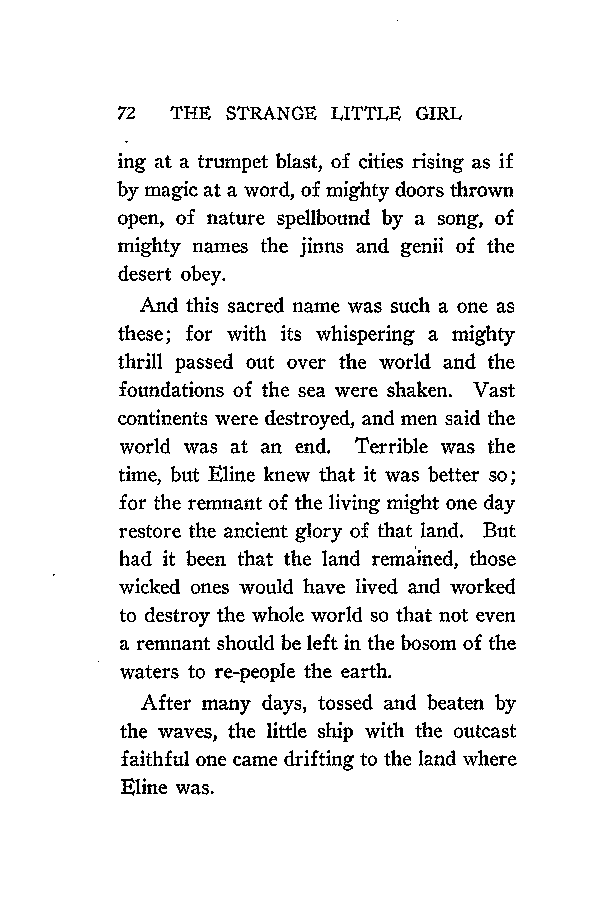 72 THE STRANGE LITTLE GIRL
ing at a trumpet blast, of cities rising as if
by magic at a word, of mighty doors thrown
open, of nature spellbound by a song, of
mighty names the jinns and genii of the
desert obey.
And this sacred name was such a one as
these; for with its whispering a mighty
thrill passed out over the world and the
foundations of the sea were shaken. Vast
continents were destroyed, and men said the
world was at an end. Terrible was the
time, but Eline knew that it was better so;
for the remnant of the living might one day
restore the ancient glory of that land. But
had it been that the land remained, those
wicked ones would have lived and worked
to destroy the whole world so that not even
a remnant should be left in the bosom of the
waters to re-people the earth.
After many days, tossed and beaten by
the waves, the little ship with the outcast
faithful one came drifting to the land where
Eline was.